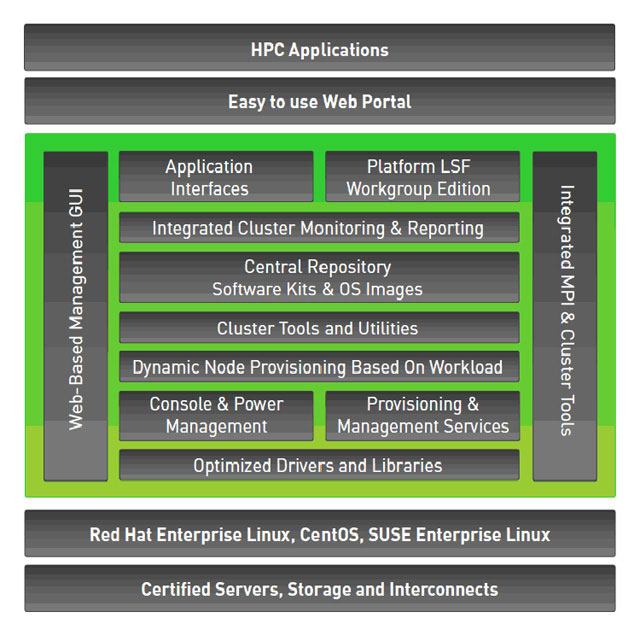 HPC Applications
Easy to use Web Portal
Web-Based Management GUI
Application
Interfaces
Platform LSF
Workgroup Edition
Integrated Cluster Monitoring & Reporting
Central Repository
Software Kits & OS Images
Cluster Tools and Utilities
Dynamic Node Provisioning Based On Workload
Console & Power
Management
Provisioning &
Management Services
Optimized Drivers and Libraries
Integrated MPI & Cluster Tools
Red Hat Enterprise Linux, CentOS, SUSE Enterprise Linux
Certified Servers, Storage and Interconnects